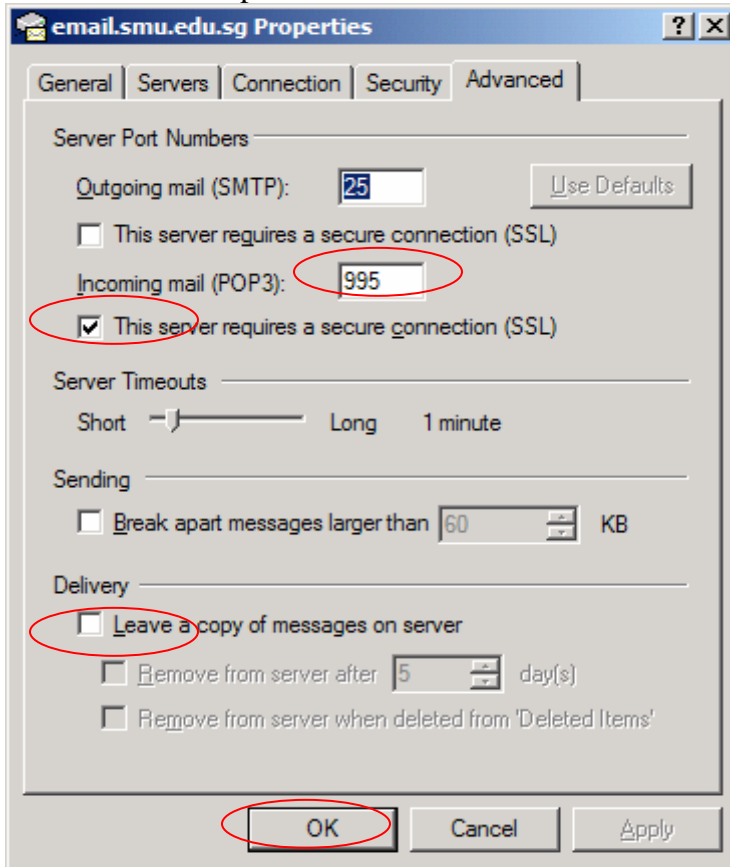 email.smu.edu.sg Properties
General Servers Connection Security Advanced
Server Port Numbers
Outgoing mail (SMTP): 25 Use Defaults
This server requires a secure connection (SSL)
Incoming mail (POP3): 995
This server requires a secure connection (SSL)
Server Timeouts
Short Long 1 minute
Sending
Break apart messages larger than 60 KB
Delivery
Leave a copy of messages on server
Remove from server after 5 day(s)
Remove from server when deleted from 'Deleted Items'
OK Cancel Apply